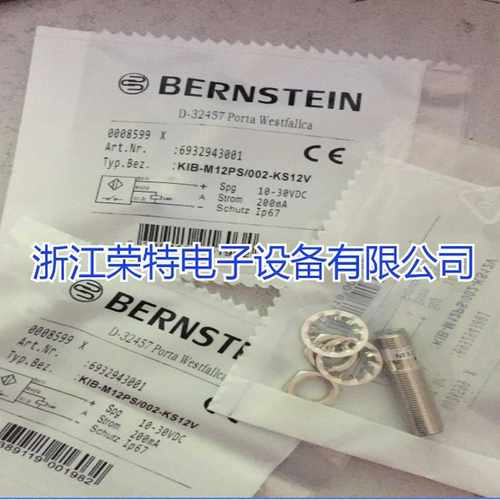 BERNSTEIN
D-32457 Porta Westfalica
0008599 X
Art.Nr. :6932943001
Typ.Bez. :KIB-M12PS/002-KS12V
+ Spg 10-30VDC
A Strom 200mA
- Schutz Ip67
CE
浙江荣特电子设备有限公司
BERNSTEIN
D-32457 Porta Westfalica
0008599 X
Art.Nr. :6932943001
Typ.Bez. :KIB-M12PS/002-KS12V
+ Spg 10-30VDC
A Strom 200mA
- Schutz Ip67
189119-001982